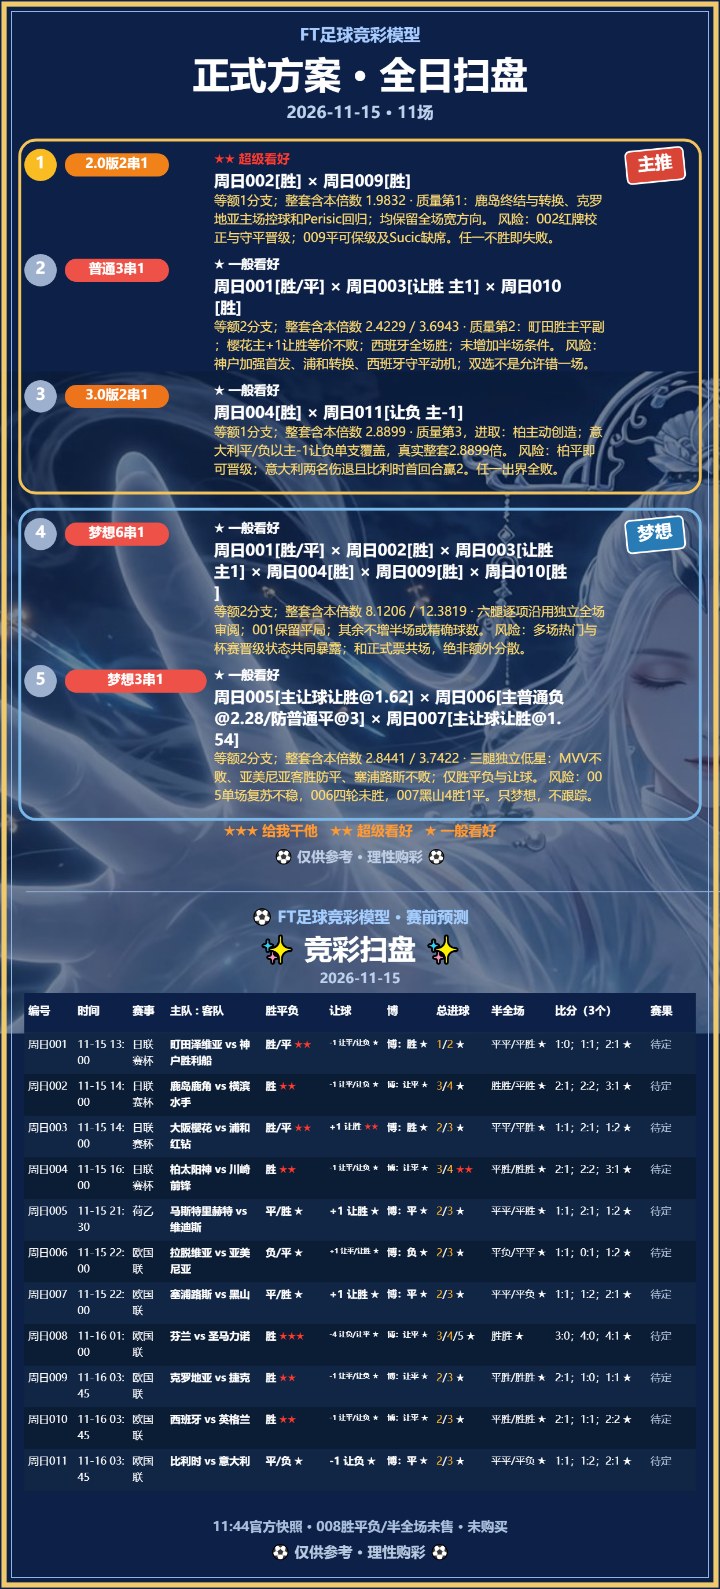 FT足球竞彩模型
正式方案 · 全日扫盘
2026-11-15 · 11场
主推
1 2.0版2串1 ★★ 超级看好
周日002[胜] × 周日009[胜]
等额1分支；整套含本倍数 1.9832 · 质量第1：鹿岛终结与转换、克罗
地亚主场控球和Perisic回归；均保留全场宽方向。 风险：002红牌校
正与守平晋级；009平可保级及Sucic缺席。任一不胜即失败。
2 普通3串1 ★ 一般看好
周日001[胜/平] × 周日003[让胜 主1] × 周日010
[胜]
等额2分支；整套含本倍数 2.4229 / 3.6943 · 质量第2：町田胜主平副
；樱花主+1让胜等价不败；西班牙全场胜；未增加半场条件。 风险：
神户加强首发、浦和转换、西班牙守平动机；双选不是允许错一场。
3 3.0版2串1 ★ 一般看好
周日004[胜] × 周日011[让负 主-1]
等额1分支；整套含本倍数 2.8899 · 质量第3，进取：柏主动创造；意
大利平/负以主-1让负单支覆盖，真实整套2.8899倍。 风险：柏平即
可晋级；意大利两名伤退且比利时首回合赢2。任一出界全败。
梦想
4 梦想6串1 ★ 一般看好
周日001[胜/平] × 周日002[胜] × 周日003[让胜
主1] × 周日004[胜] × 周日009[胜] × 周日010[胜
]
等额2分支；整套含本倍数 8.1206 / 12.3819 · 六腿逐项沿用独立全场
审阅；001保留平局；其余不增半场或精确球数。 风险：多场热门与
杯赛晋级状态共同暴露；和正式票共场，绝非额外分散。
5 梦想3串1 ★ 一般看好
周日005[主让球让胜@1.62] × 周日006[主普通负
@2.28/防普通平@3] × 周日007[主让球让胜@1.
54]
等额2分支；整套含本倍数 2.8441 / 3.7422 · 三腿独立低星：MVV不
败、亚美尼亚客胜防平、塞浦路斯不败；仅胜平负与让球。 风险：00
5单场复苏不稳，006四轮未胜，007黑山4胜1平。只梦想，不跟踪。
★★★ 给我干他 ★★ 超级看好 ★ 一般看好
⚽ 仅供参考 · 理性购彩 ⚽
⚽ FT足球竞彩模型 · 赛前预测
✨ 竞彩扫盘 ✨
2026-11-15
编号 时间 赛事 主队 : 客队 胜平负 让球 博 总进球 半全场 比分（3个） 赛果
周日001 11-15 13:00 日联赛杯 町田泽维亚 vs 神户胜利船 胜/平 ★★ -1 让平/让负 ★ 博：胜 ★ 1/2 ★ 平平/平胜 ★ 1:0；1:1；2:1 ★ 待定
周日002 11-15 14:00 日联赛杯 鹿岛鹿角 vs 横滨水手 胜 ★★ -1 让平/让负 ★ 博：让平 ★ 3/4 ★ 胜胜/平胜 ★ 2:1；2:2；3:1 ★ 待定
周日003 11-15 14:00 日联赛杯 大阪樱花 vs 浦和红钻 胜/平 ★★ +1 让胜 ★★ 博：胜 ★ 2/3 ★ 平平/平胜 ★ 1:1；2:1；1:2 ★ 待定
周日004 11-15 16:00 日联赛杯 柏太阳神 vs 川崎前锋 胜 ★★ -1 让平/让负 ★ 博：让平 ★ 3/4 ★★ 平胜/胜胜 ★ 2:1；2:2；3:1 ★ 待定
周日005 11-15 21:30 荷乙 马斯特里赫特 vs 维迪斯 平/胜 ★ +1 让胜 ★ 博：平 ★ 2/3 ★ 平平/平胜 ★ 1:1；2:1；1:2 ★ 待定
周日006 11-15 22:00 欧国联 拉脱维亚 vs 亚美尼亚 负/平 ★ +1 让平/让负 ★ 博：负 ★ 2/3 ★ 平负/平平 ★ 1:1；0:1；1:2 ★ 待定
周日007 11-15 22:00 欧国联 塞浦路斯 vs 黑山 平/胜 ★ +1 让胜 ★ 博：平 ★ 2/3 ★ 平平/平负 ★ 1:1；1:2；2:1 ★ 待定
周日008 11-16 01:00 欧国联 芬兰 vs 圣马力诺 胜 ★★★ -4 让负/让平 ★ 博：让平 ★ 3/4/5 ★ 胜胜 ★ 3:0；4:0；4:1 ★ 待定
周日009 11-16 03:45 欧国联 克罗地亚 vs 捷克 胜 ★★ -1 让平/让负 ★ 博：让平 ★ 2/3 ★ 平胜/胜胜 ★ 2:1；1:0；1:1 ★ 待定
周日010 11-16 03:45 欧国联 西班牙 vs 英格兰 胜 ★★ -1 让平/让负 ★ 博：让平 ★ 2/3 ★ 平胜/胜胜 ★ 2:1；1:1；2:2 ★ 待定
周日011 11-16 03:45 欧国联 比利时 vs 意大利 平/负 ★ -1 让负 ★ 博：平 ★ 2/3 ★ 平平/平负 ★ 1:1；1:2；2:1 ★ 待定
11:44官方快照 · 008胜平负/半全场未售 · 未购买
⚽ 仅供参考 · 理性购彩 ⚽